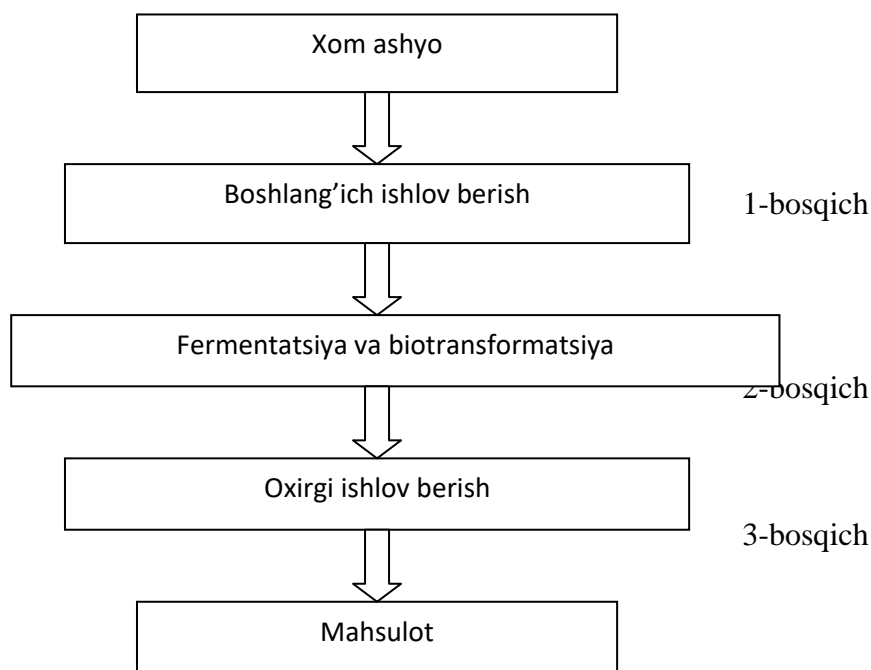 Xom ashyo
Boshlang’ich ishlov berish
1-bosqich
Fermentatsiya va biotransformatsiya
2-bosqich
Oxirgi ishlov berish
3-bosqich
Mahsulot